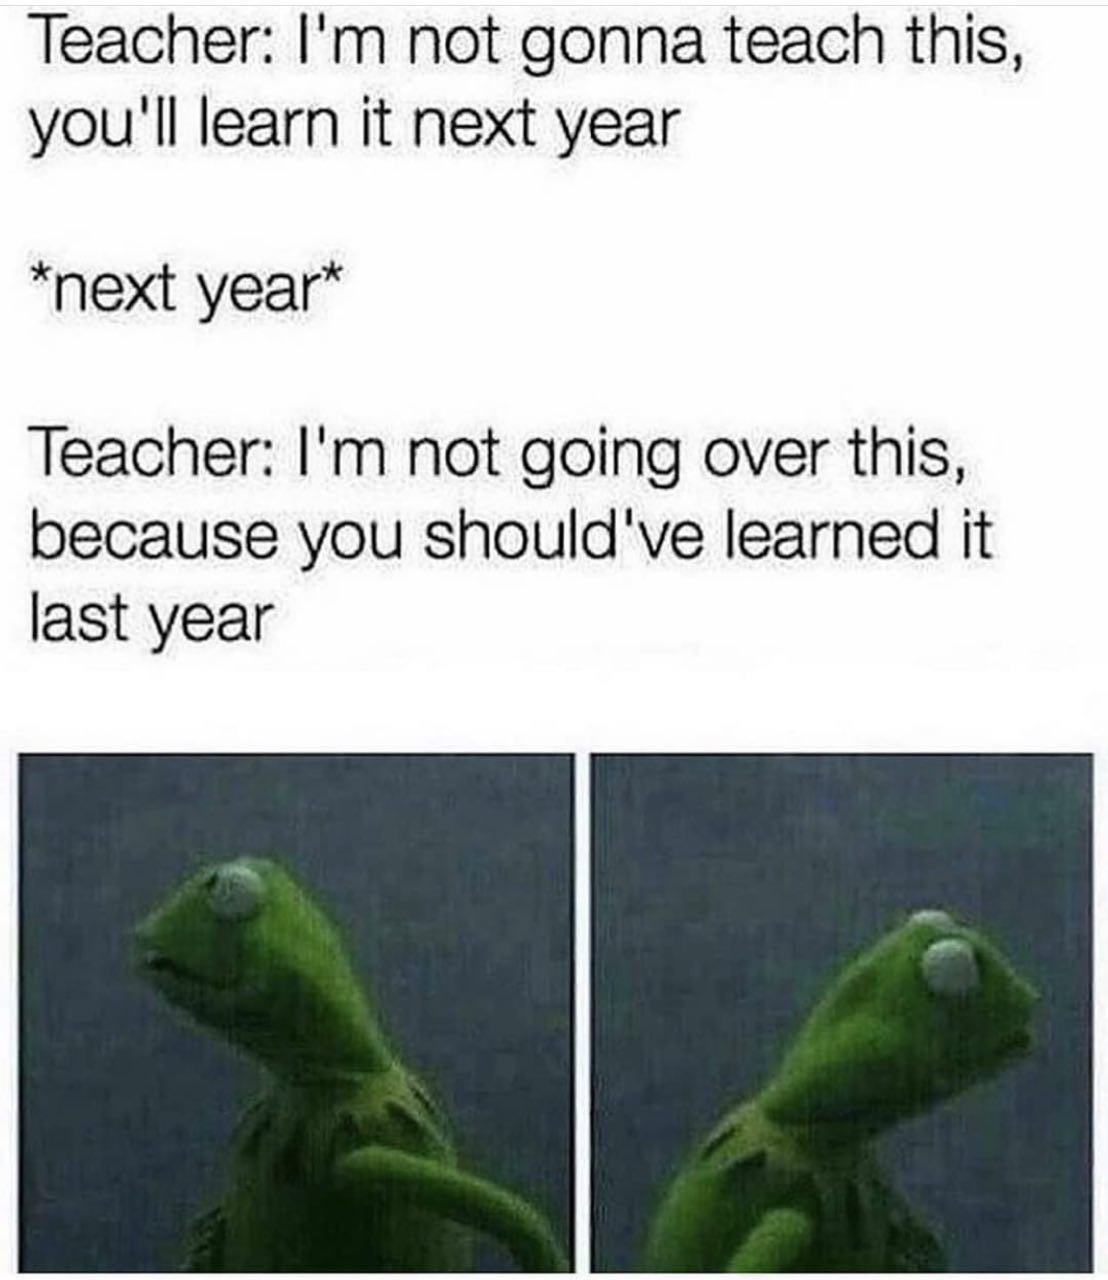 Teacher: I'm not gonna teach this,
you'll learn it next year
*next year*
Teacher: I'm not going over this,
because you should've learned it
last year